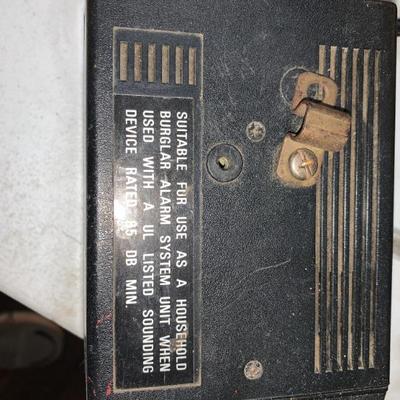 SUITABLE FOR USE AS A HOUSEHOLD
BURGLAR ALARM SYSTEM UNIT WHEN
USED WITH A UL LISTED SOUNDING
DEVICE RATED 85 DB MIN.